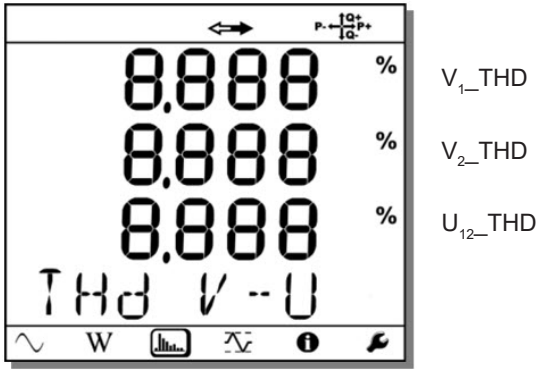 P- Q+ P+ Q-
8.888 % V₁_THD
8.888 % V₂_THD
8.888 % U₁₂_THD
THd V--U
W